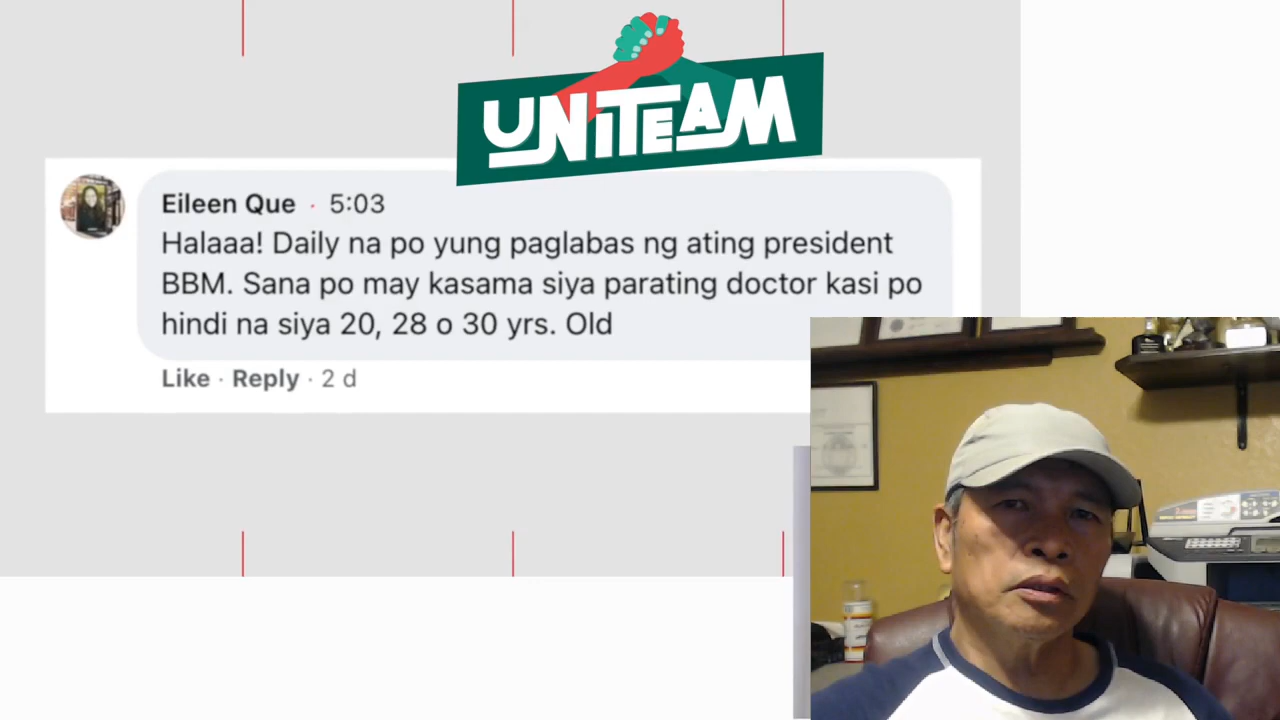 UNiTEAM
Eileen Que · 5:03
Halaaa! Daily na po yung paglabas ng ating president
BBM. Sana po may kasama siya parating doctor kasi po
hindi na siya 20, 28 o 30 yrs. Old
Like · Reply · 2 d